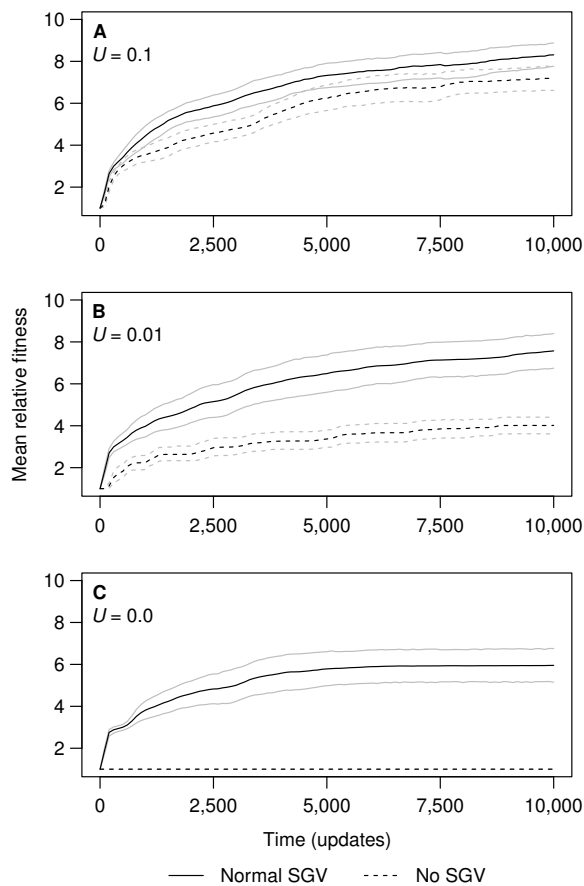 A
U = 0.1
10
8
6
4
2
0 2,500 5,000 7,500 10,000
B
U = 0.01
10
8
6
4
2
0 2,500 5,000 7,500 10,000
Mean relative fitness
C
U = 0.0
10
8
6
4
2
0 2,500 5,000 7,500 10,000
Time (updates)
Normal SGV No SGV